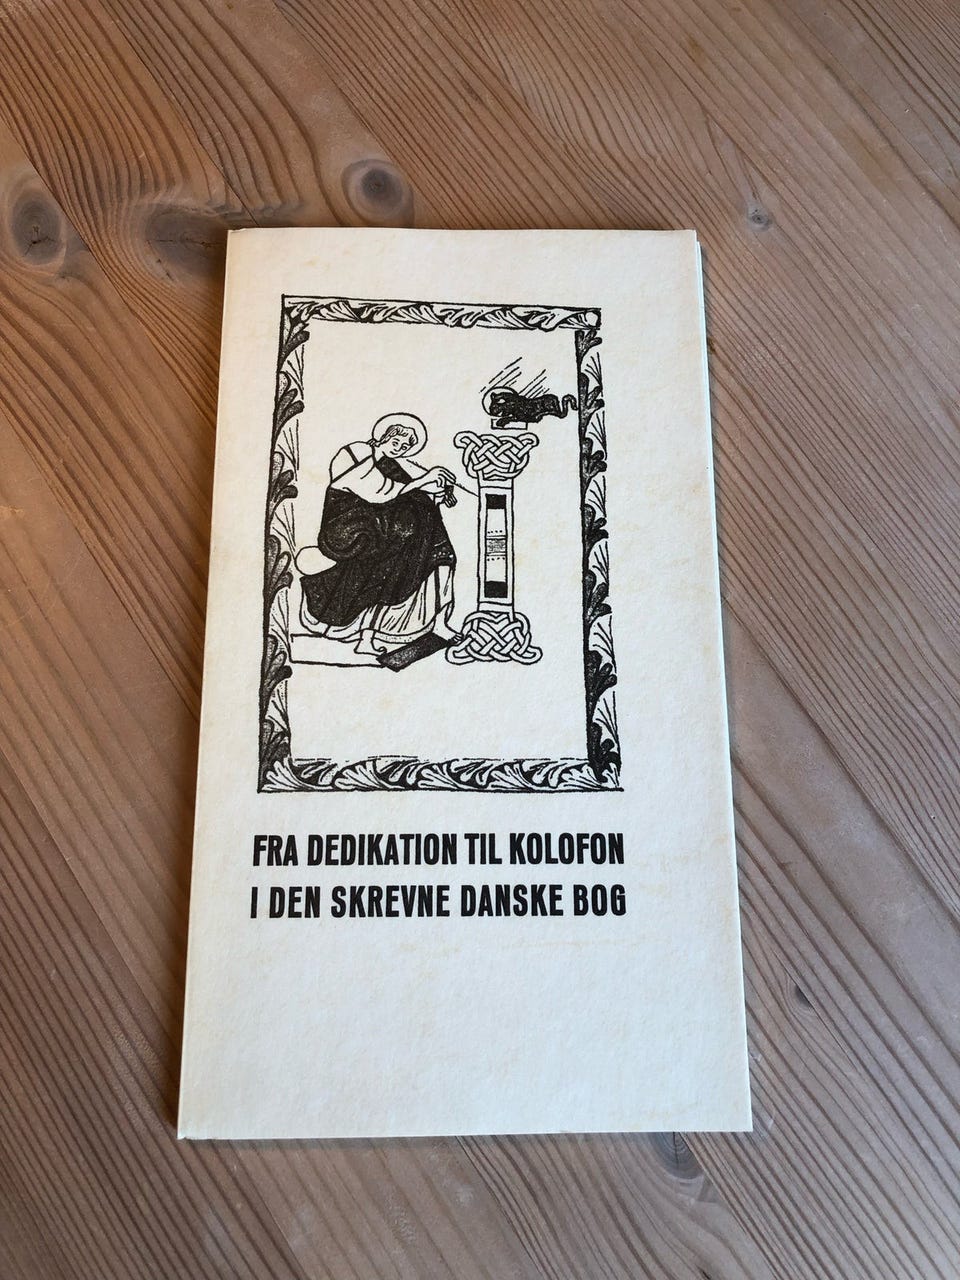 FRA DEDIKATION TIL KOLOFON
I DEN SKREVNE DANSKE BOG